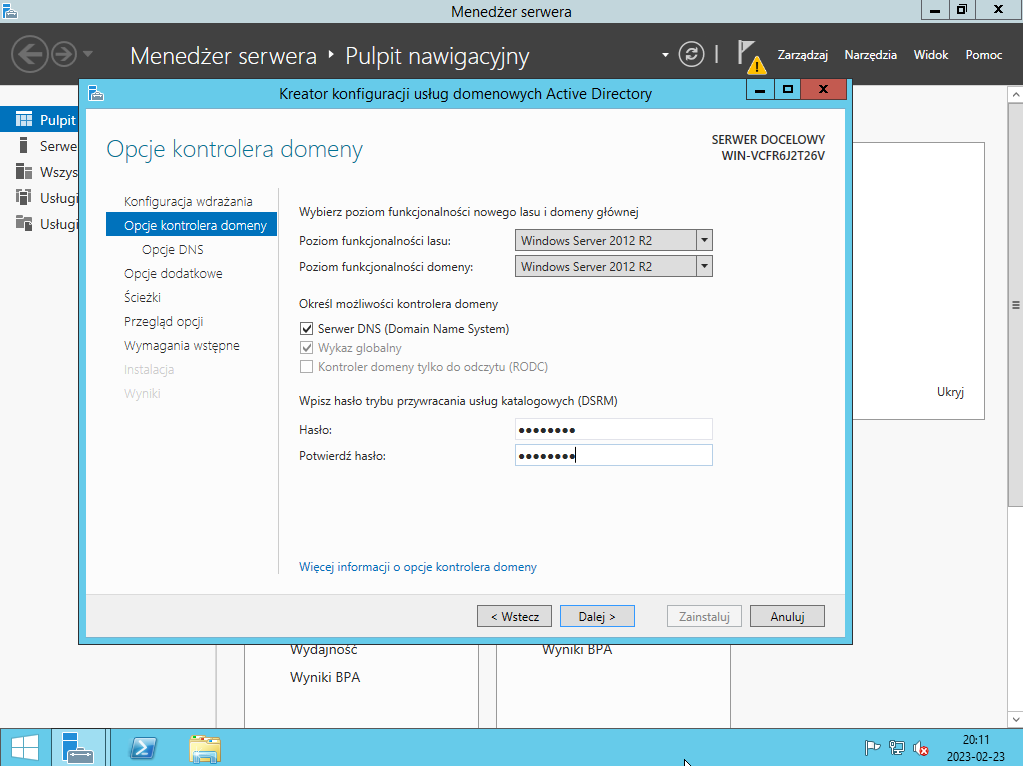 Menedżer serwera
Menedżer serwera ‣ Pulpit nawigacyjny
Zarządzaj Narzędzia Widok Pomoc
Kreator konfiguracji usług domenowych Active Directory
Pulpit
Serwe
Wszys
Usługi
Usługi
Opcje kontrolera domeny
SERWER DOCELOWY
WIN-VCFR6J2T26V
Konfiguracja wdrażania
Opcje kontrolera domeny
Opcje DNS
Opcje dodatkowe
Ścieżki
Przegląd opcji
Wymagania wstępne
Instalacja
Wyniki
Wybierz poziom funkcjonalności nowego lasu i domeny głównej
Poziom funkcjonalności lasu: Windows Server 2012 R2
Poziom funkcjonalności domeny: Windows Server 2012 R2
Określ możliwości kontrolera domeny
Serwer DNS (Domain Name System)
Wykaz globalny
Kontroler domeny tylko do odczytu (RODC)
Wpisz hasło trybu przywracania usług katalogowych (DSRM)
Hasło: ●●●●●●●●
Potwierdź hasło: ●●●●●●●●
Więcej informacji o opcje kontrolera domeny
< Wstecz Dalej > Zainstaluj Anuluj
Ukryj
Wydajność
Wyniki BPA
Wyniki BPA
20:11
2023-02-23